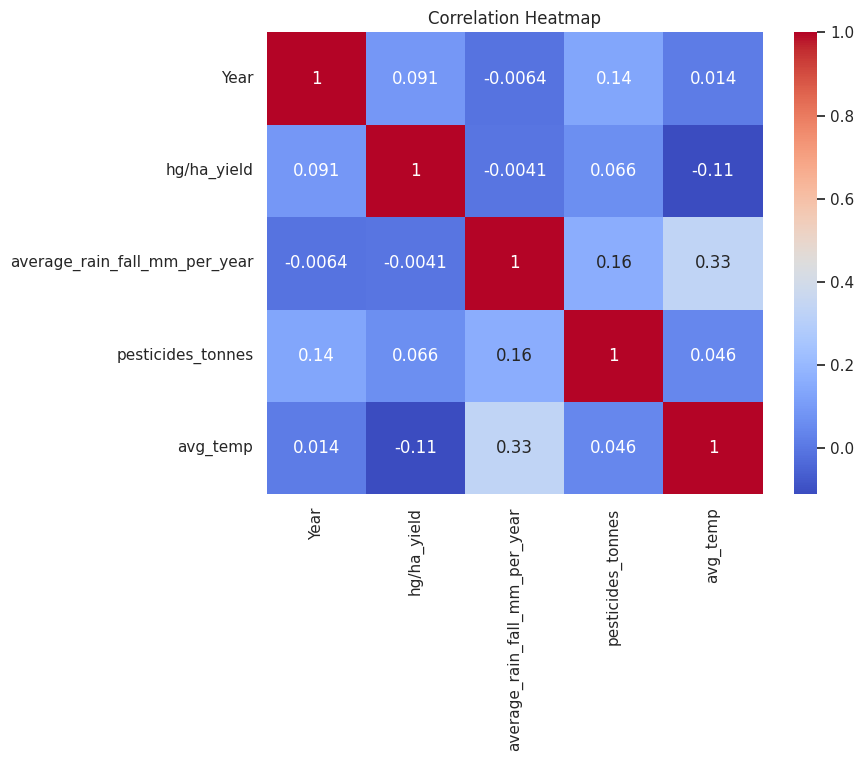 Correlation Heatmap
Year
1
0.091
-0.0064
0.14
0.014
hg/ha_yield
0.091
1
-0.0041
0.066
-0.11
average_rain_fall_mm_per_year
-0.0064
-0.0041
1
0.16
0.33
pesticides_tonnes
0.14
0.066
0.16
1
0.046
avg_temp
0.014
-0.11
0.33
0.046
1
Year
hg/ha_yield
average_rain_fall_mm_per_year
pesticides_tonnes
avg_temp
1.0
0.8
0.6
0.4
0.2
0.0